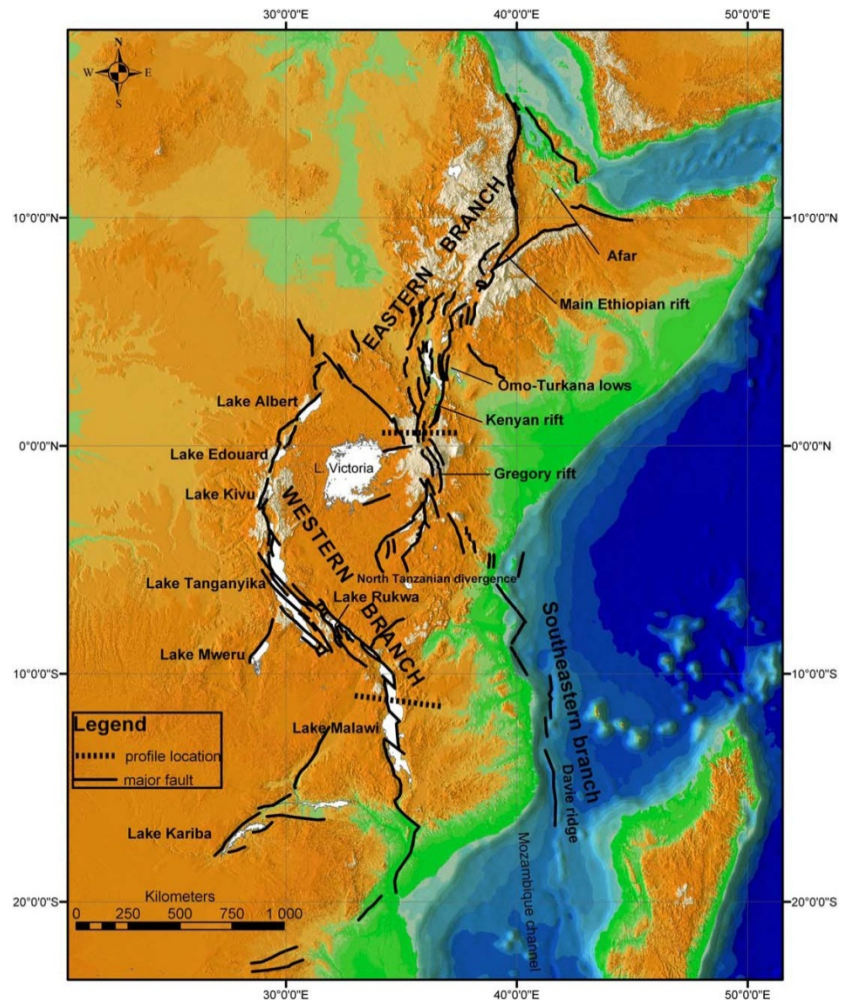 30°0'0"E 40°0'0"E 50°0'0"E
N
W E
S
10°0'0"N 10°0'0"N
EASTERN BRANCH
Afar
Main Ethiopian rift
Omo-Turkana lows
Lake Albert
Kenyan rift
0°0'0"N 0°0'0"N
Lake Edouard
L. Victoria
Gregory rift
Lake Kivu
WESTERN BRANCH
North Tanzanian divergence
Lake Tanganyika
Lake Rukwa
Southeastern branch
Lake Mweru
10°0'0"S 10°0'0"S
Legend
profile location
major fault
Lake Malawi
Davie ridge
Lake Kariba
Mozambique channel
20°0'0"S 20°0'0"S
Kilometers
0 250 500 750 1 000
30°0'0"E 40°0'0"E 50°0'0"E